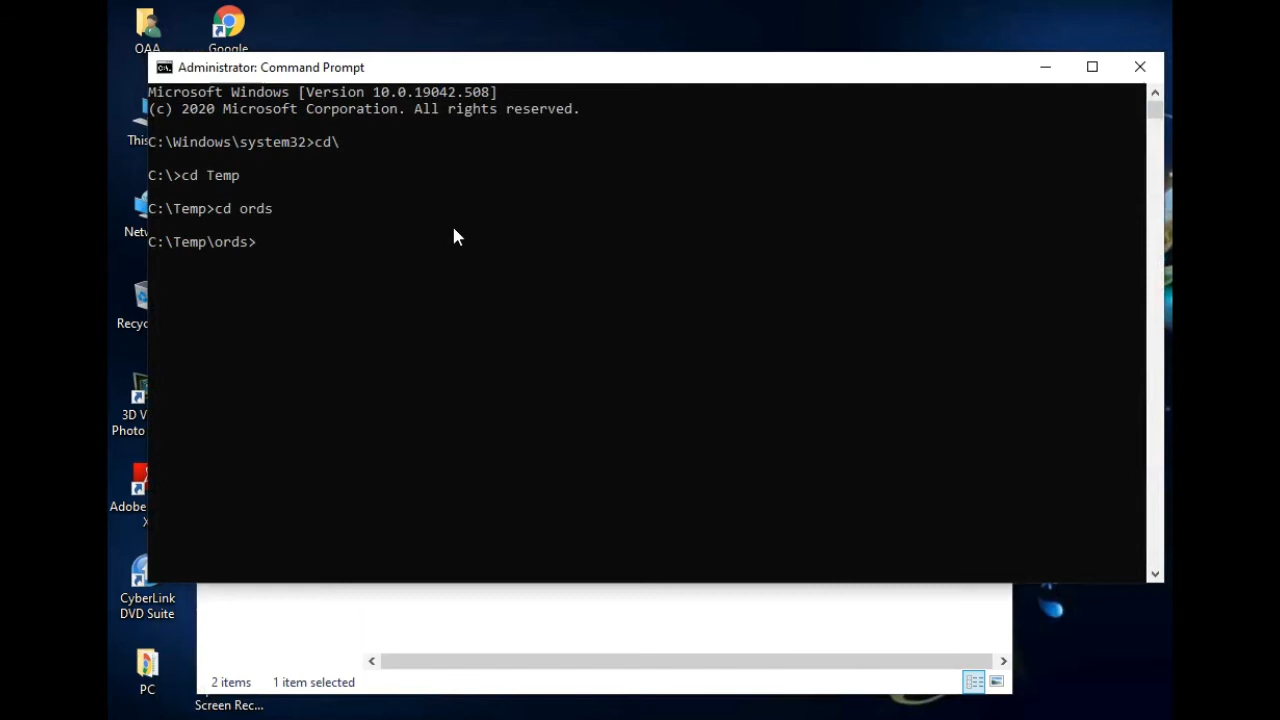 OAA
Google
Administrator: Command Prompt
Microsoft Windows [Version 10.0.19042.508]
(c) 2020 Microsoft Corporation. All rights reserved.
C:\Windows\system32>cd\
C:\>cd Temp
C:\Temp>cd ords
C:\Temp\ords>
This
Netw
Recyc
3D V
Photo
Adobe
X
CyberLink
DVD Suite
PC
2 items
1 item selected
Screen Rec...